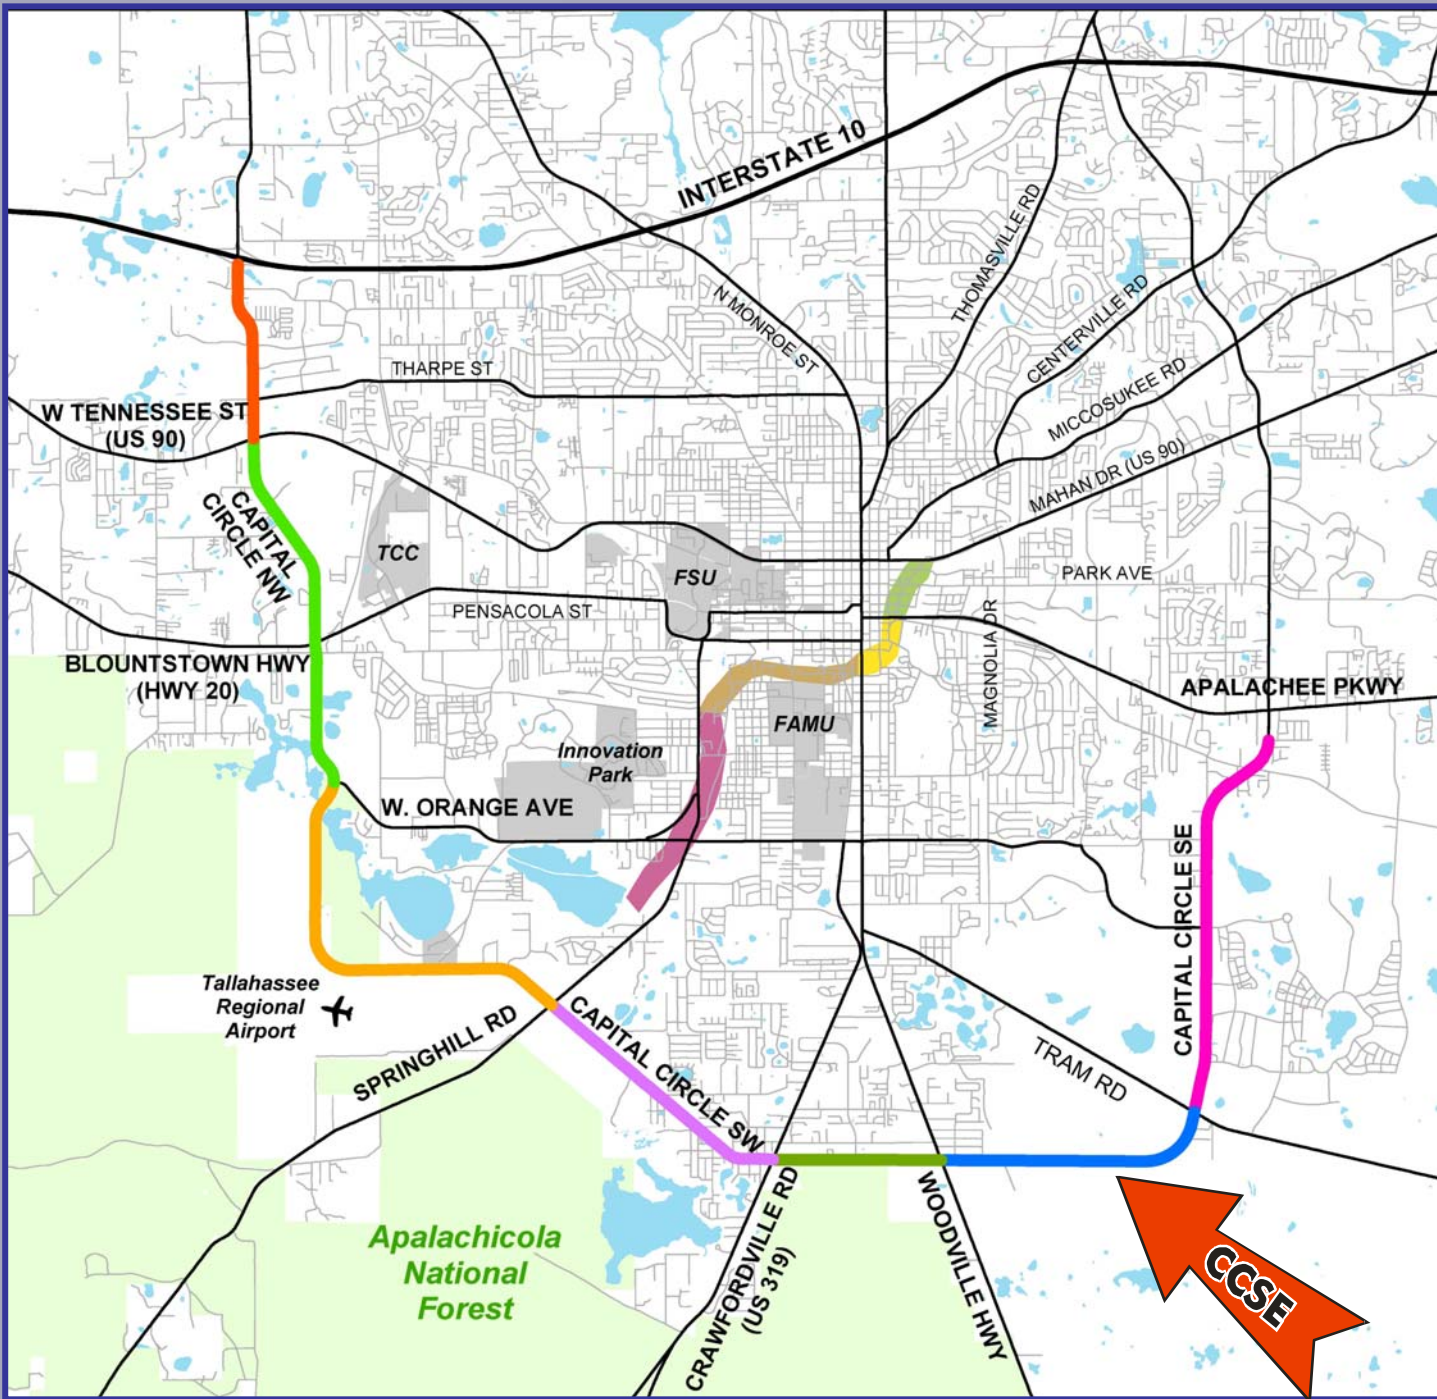 INTERSTATE 10
THOMASVILLE RD
N MONROE ST
CENTERVILLE RD
THARPE ST
MICCOSUKEE RD
W TENNESSEE ST
(US 90)
MAHAN DR (US 90)
CAPITAL
CIRCLE NW
TCC
FSU
PARK AVE
PENSACOLA ST
MAGNOLIA DR
BLOUNTSTOWN HWY
(HWY 20)
APALACHEE PKWY
FAMU
Innovation
Park
W. ORANGE AVE
CAPITAL CIRCLE SE
Tallahassee
Regional
Airport
SPRINGHILL RD
CAPITAL CIRCLE SW
TRAM RD
CRAWFORDVILLE RD
(US 319)
WOODVILLE HWY
Apalachicola
National
Forest
CCSE